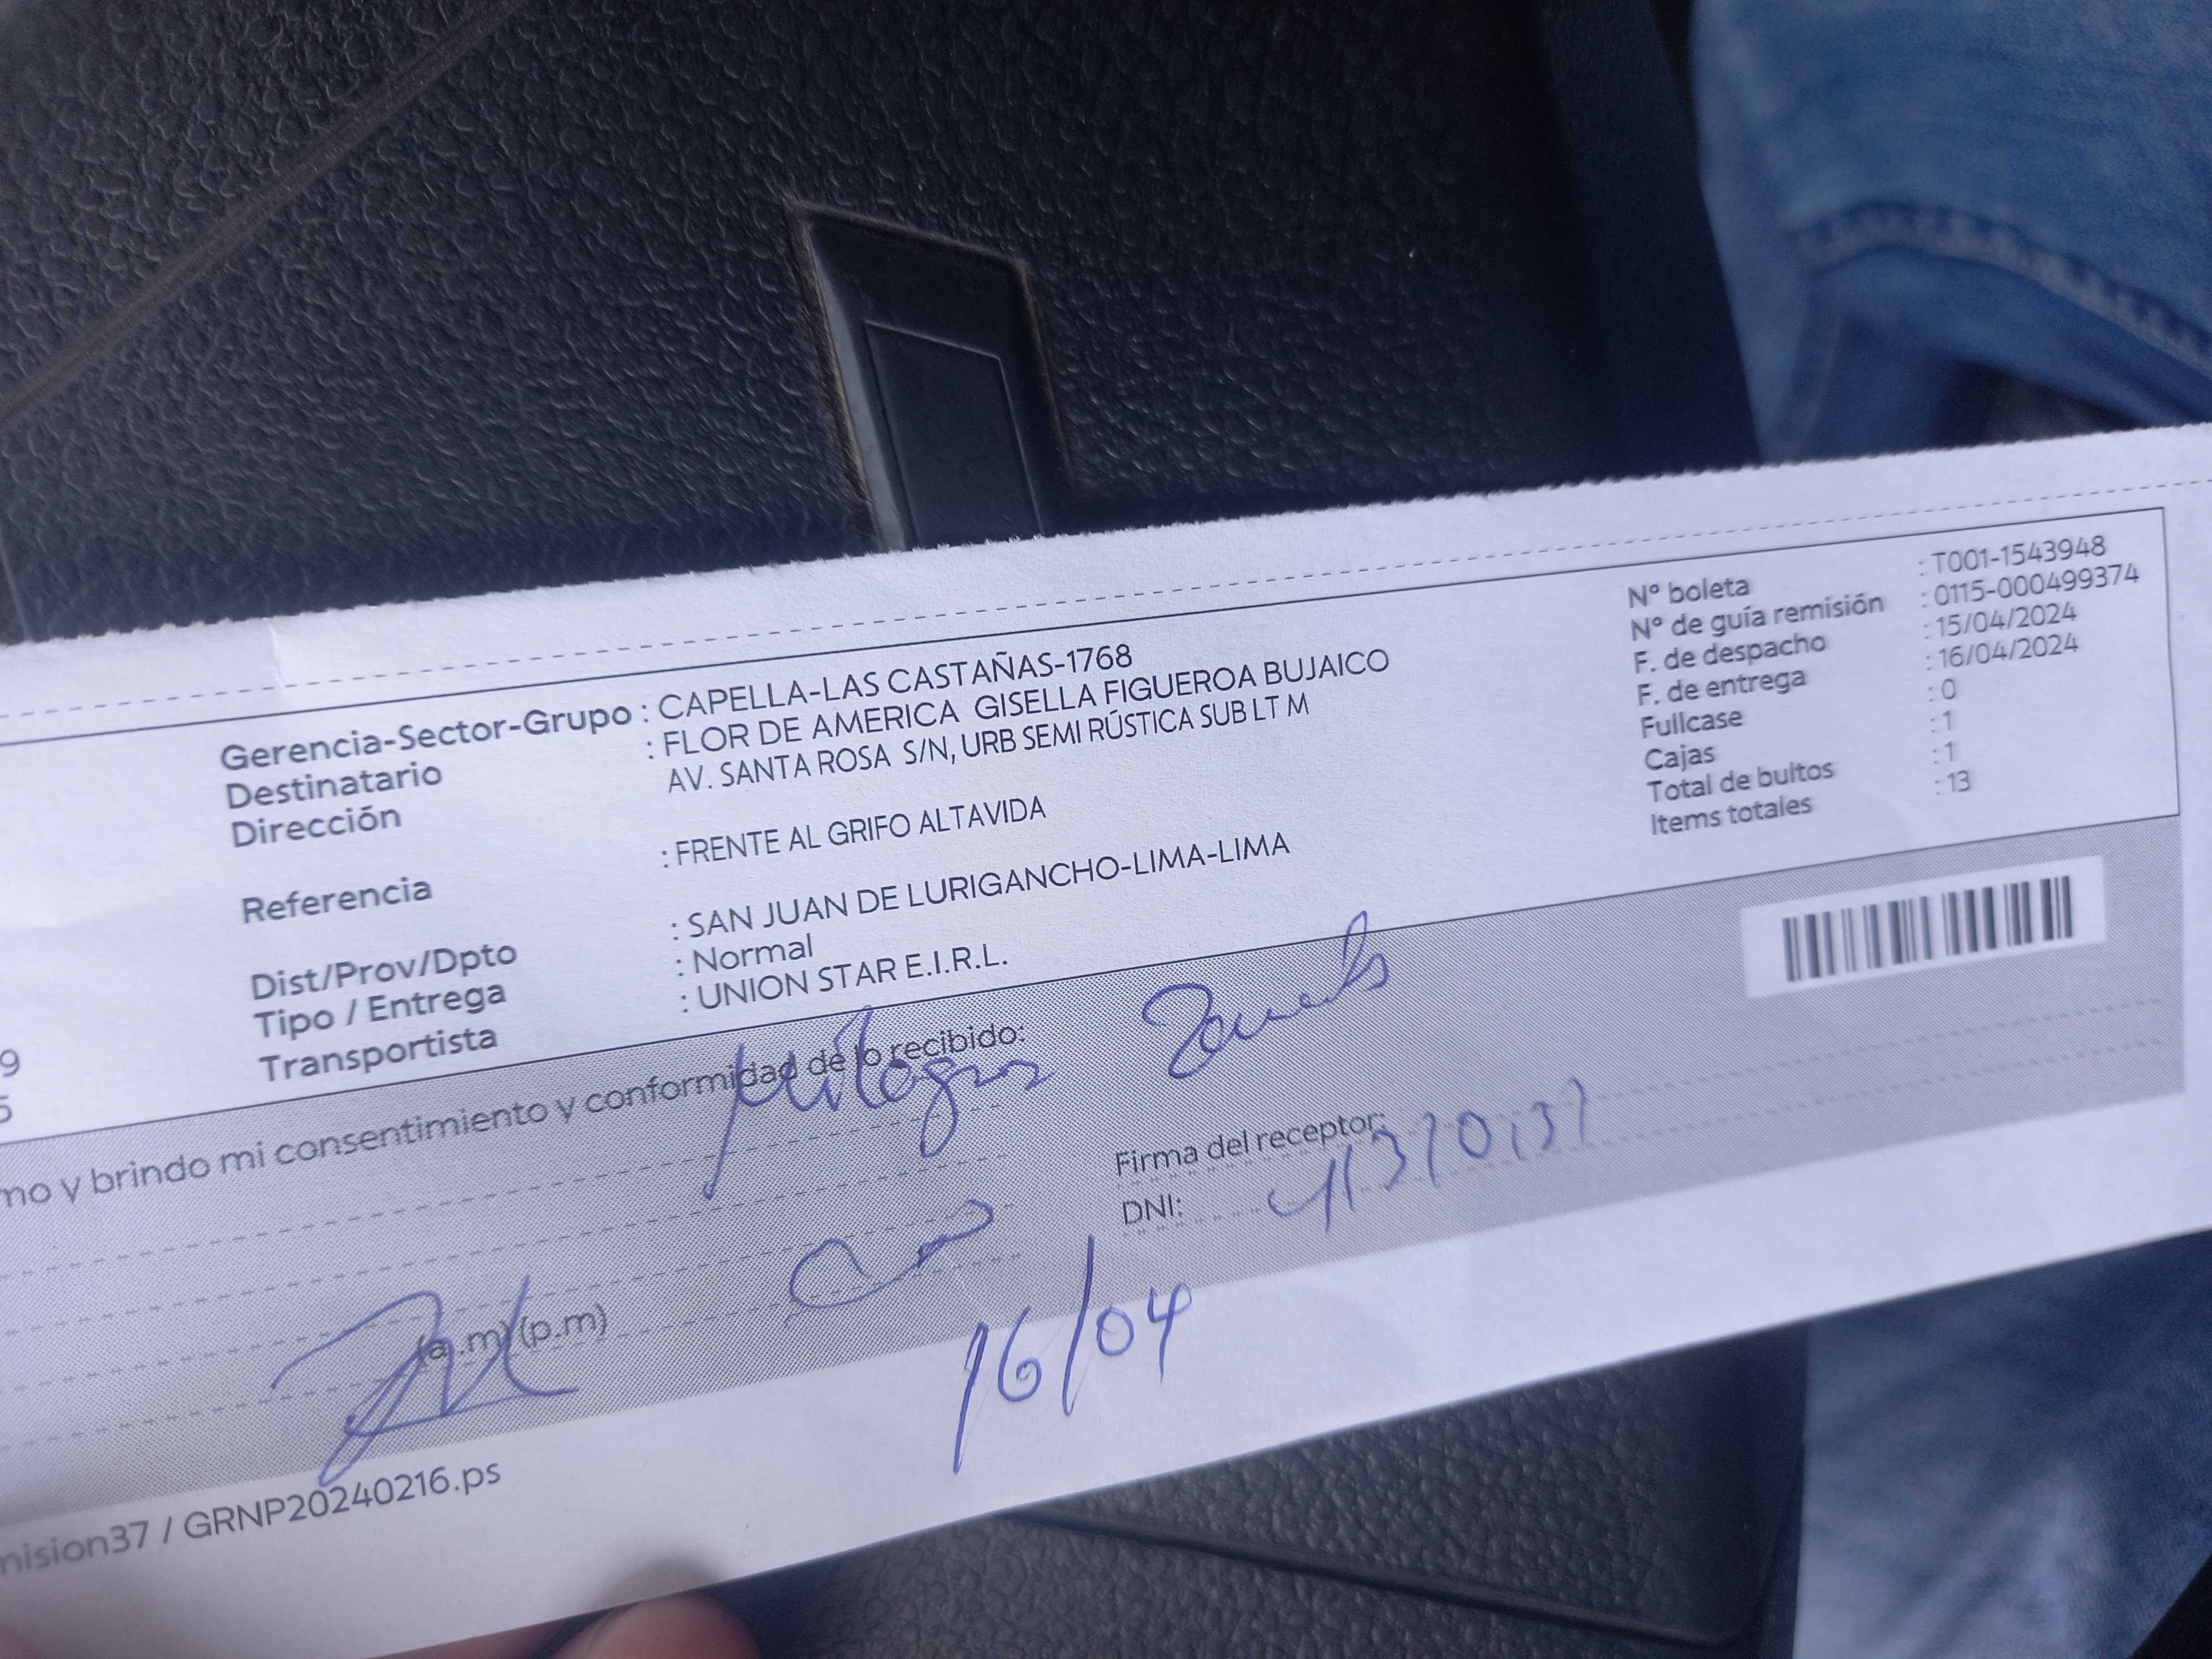 Gerencia-Sector-Grupo : CAPELLA-LAS CASTAÑAS-1768
Destinatario : FLOR DE AMERICA GISELLA FIGUEROA BUJAICO
Dirección AV. SANTA ROSA S/N, URB SEMI RÚSTICA SUB LT M
Referencia : FRENTE AL GRIFO ALTAVIDA
Dist/Prov/Dpto : SAN JUAN DE LURIGANCHO-LIMA-LIMA
Tipo / Entrega : Normal
Transportista : UNION STAR E.I.R.L.
N° boleta : T001-1543948
N° de guía remisión : 0115-000499374
F. de despacho : 15/04/2024
F. de entrega : 16/04/2024
Fullcase : 0
Cajas : 1
Total de bultos : 1
Items totales : 13
9
5
mo y brindo mi consentimiento y conformidad de lo recibido:
Milagros
Firma del receptor:
DNI:
(a.m) (p.m)
16/04
mision37 / GRNP20240216.ps